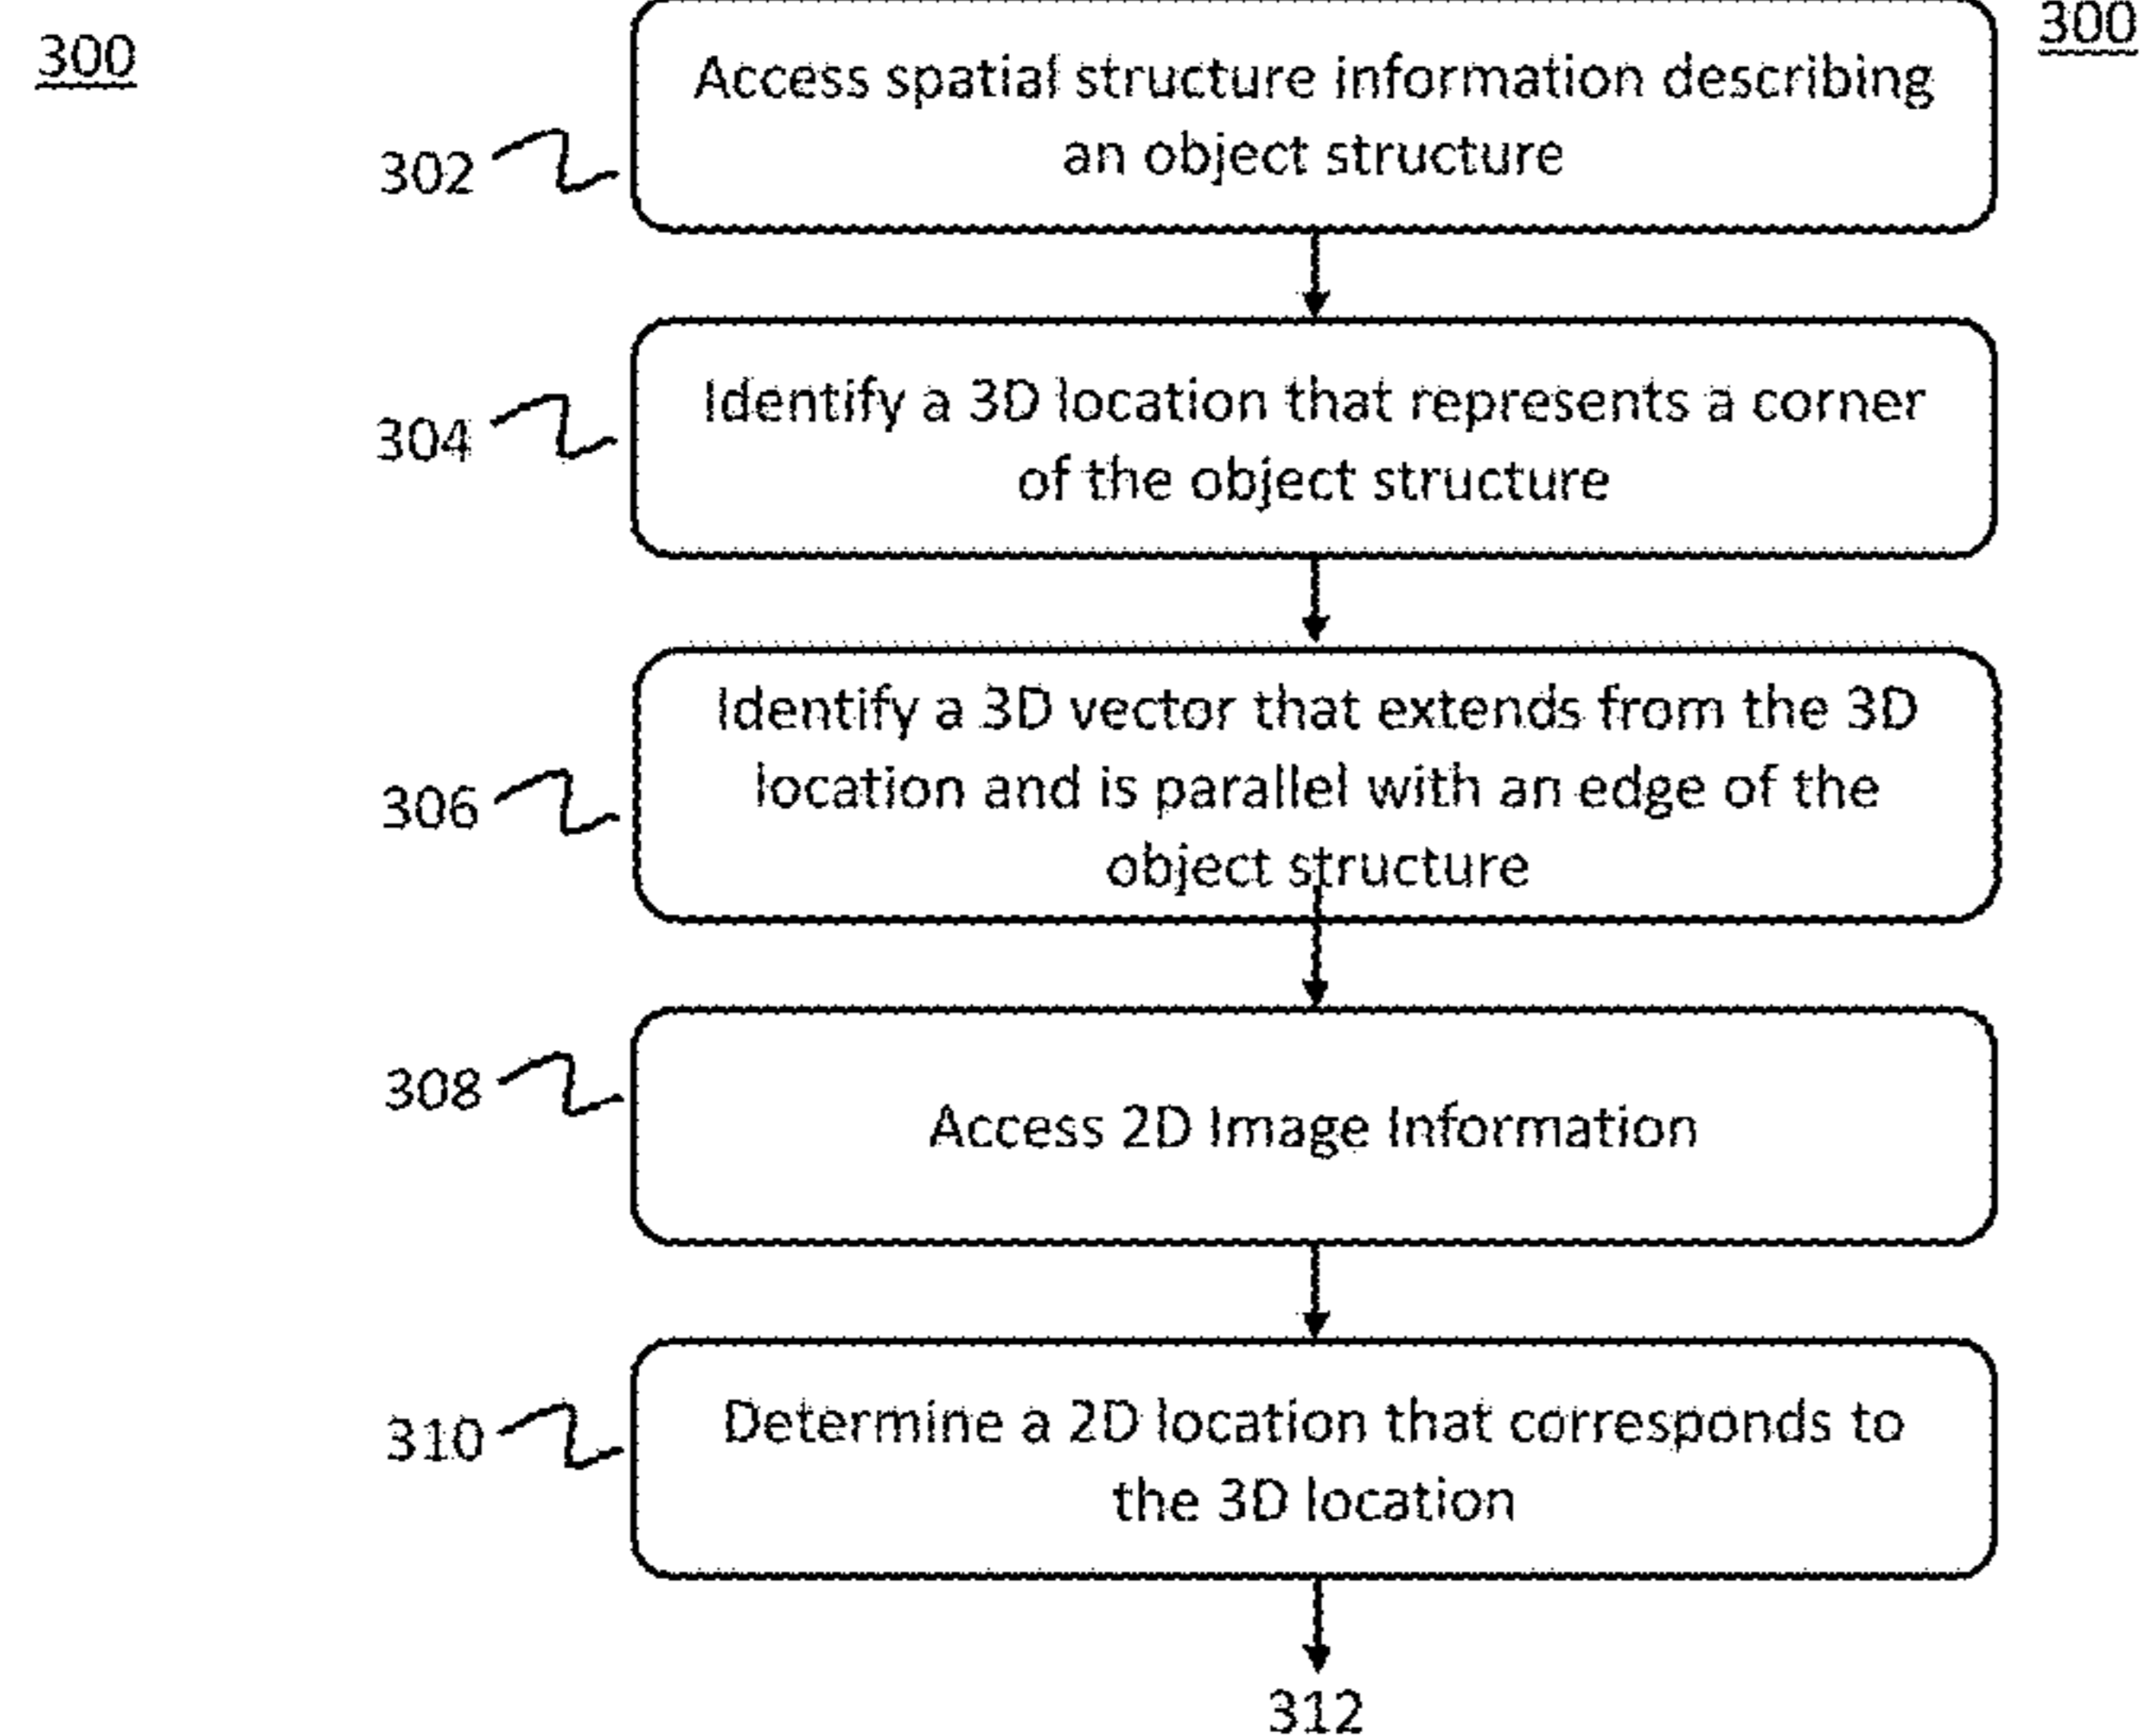 300
300
Access spatial structure information describing
an object structure
302
Identify a 3D location that represents a corner
of the object structure
304
Identify a 3D vector that extends from the 3D
location and is parallel with an edge of the
object structure
306
308
Access 2D Image Information
Determine a 2D location that corresponds to
310
the 3D location
312